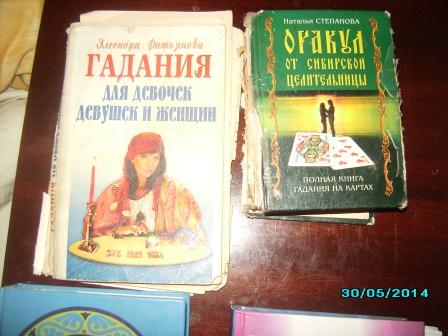 Элеонора Фатьянова
ГАДАНИЯ
ДЛЯ ДЕВОЧЕК
ДЕВУШЕК И ЖЕНЩИН
Наталья СТЕПАНОВА
ОРАКУЛ
ОТ СИБИРСКОЙ
ЦЕЛИТЕЛЬНИЦЫ
ПОЛНАЯ КНИГА
ГАДАНИЯ НА КАРТАХ
30/05/2014